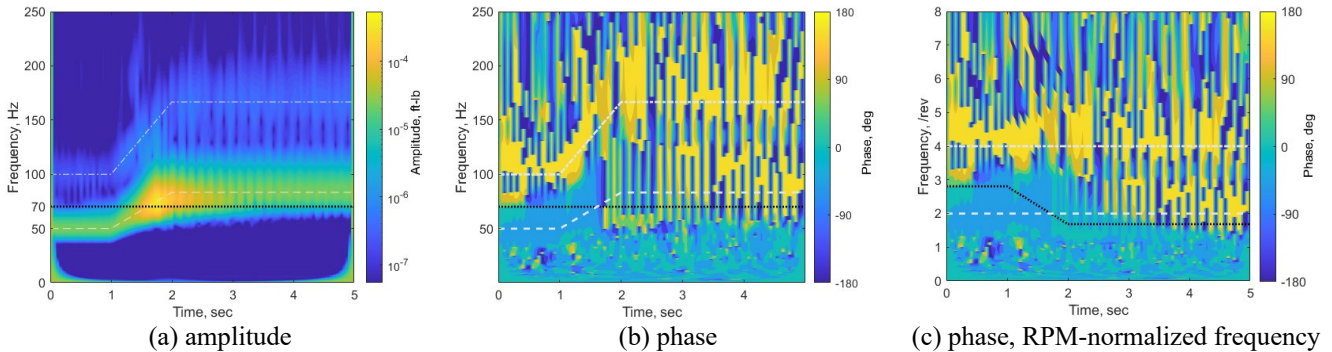 250
200
150
100
70
50
0
Frequency, Hz
0 1 2 3 4 5
Time, sec
10^-4
10^-5
10^-6
10^-7
Amplitude, ft-lb
(a) amplitude
250
200
150
100
70
50
0
Frequency, Hz
0 1 2 3 4 5
Time, sec
180
90
0
-90
-180
Phase, deg
(b) phase
8
7
6
5
4
3
2
1
0
Frequency, /rev
0 1 2 3 4 5
Time, sec
180
90
0
-90
-180
Phase, deg
(c) phase, RPM-normalized frequency